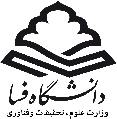 دانشگاه فسا
وزارت علوم، تحقیقات و فناوری